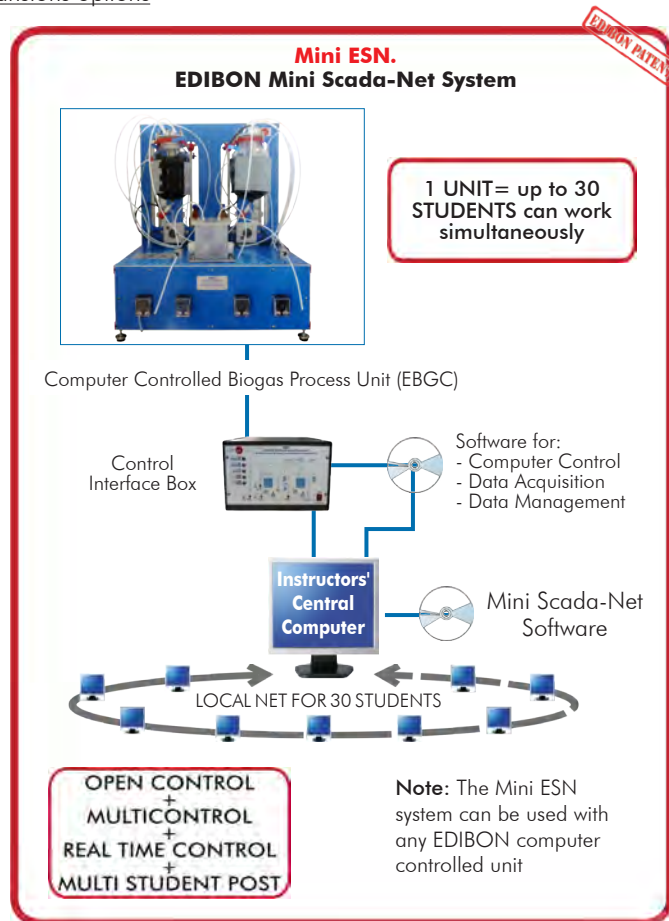 Mini ESN.
EDIBON Mini Scada-Net System
EDIBON PATENT
1 UNIT= up to 30
STUDENTS can work
simultaneously
Computer Controlled Biogas Process Unit (EBGC)
Control
Interface Box
Software for:
- Computer Control
- Data Acquisition
- Data Management
Instructors'
Central
Computer
Mini Scada-Net
Software
LOCAL NET FOR 30 STUDENTS
OPEN CONTROL
+
MULTICONTROL
+
REAL TIME CONTROL
+
MULTI STUDENT POST
Note: The Mini ESN
system can be used with
any EDIBON computer
controlled unit